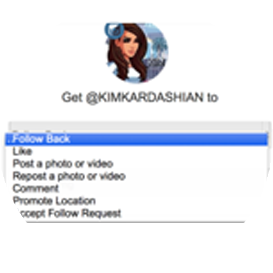 Get @KIMKARDASHIAN to
Follow Back
Like
Post a photo or video
Repost a photo or video
Comment
Promote Location
ccept Follow Request